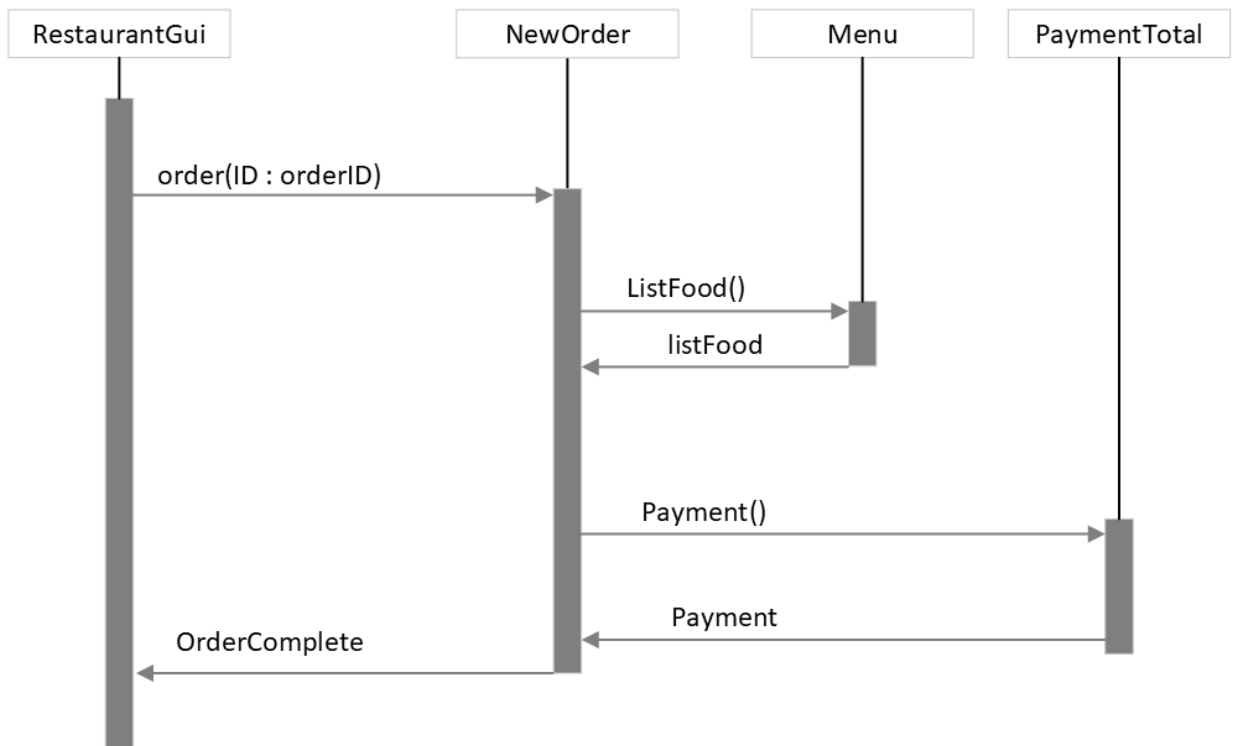 RestaurantGui
NewOrder
Menu
PaymentTotal
order(ID : orderID)
ListFood()
listFood
Payment()
Payment
OrderComplete